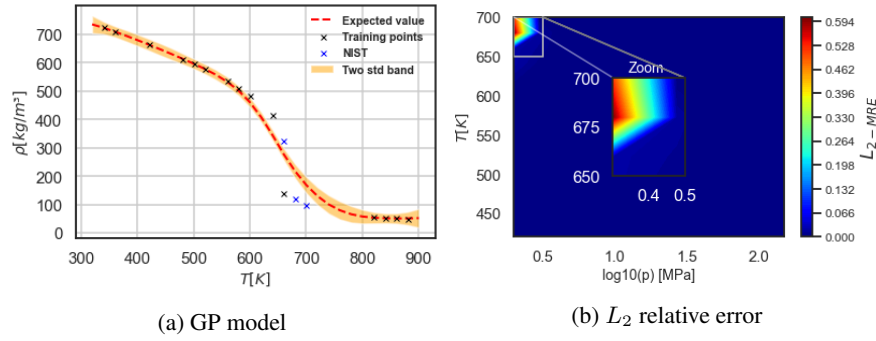 Expected value
Training points
NIST
Two std band
ρ[kg/m³]
700
600
500
400
300
200
100
0
300 400 500 600 700 800 900
T[K]
(a) GP model
700
650
600
550
500
450
T[K]
Zoom
700
675
650
0.4 0.5
0.5 1.0 1.5 2.0
log10(p) [MPa]
0.594
0.528
0.462
0.396
0.330
0.264
0.198
0.132
0.066
0.000
L2−MRE
(b) L2 relative error